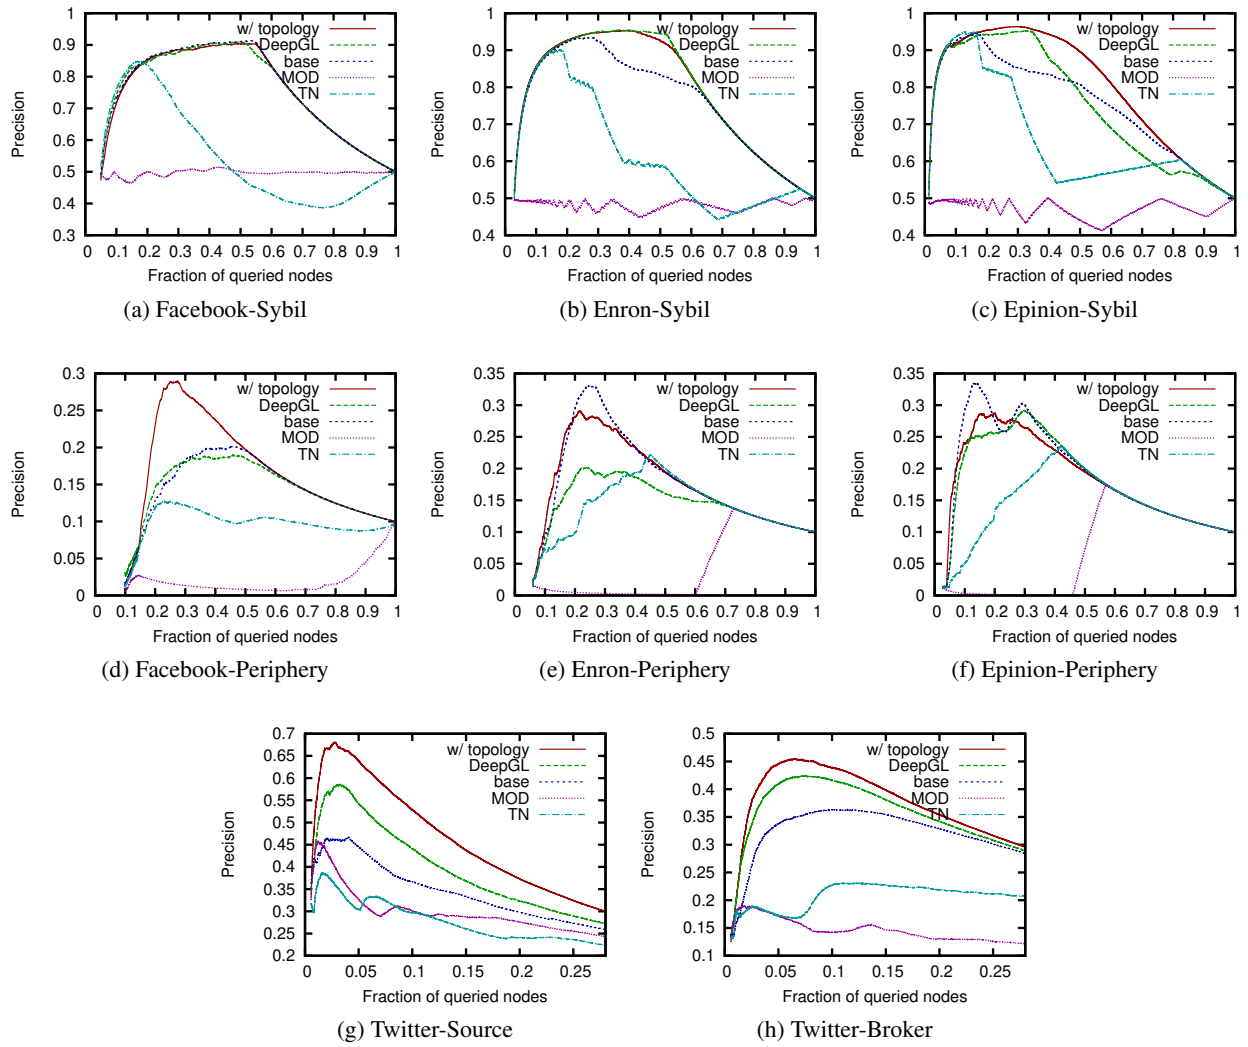 1
0.9
0.8
0.7
0.6
0.5
0.4
0.3
Precision
w/ topology
DeepGL
base
MOD
TN
0 0.1 0.2 0.3 0.4 0.5 0.6 0.7 0.8 0.9 1
Fraction of queried nodes
(a) Facebook-Sybil
1
0.9
0.8
0.7
0.6
0.5
0.4
Precision
w/ topology
DeepGL
base
MOD
TN
0 0.1 0.2 0.3 0.4 0.5 0.6 0.7 0.8 0.9 1
Fraction of queried nodes
(b) Enron-Sybil
1
0.9
0.8
0.7
0.6
0.5
0.4
Precision
w/ topology
DeepGL
base
MOD
TN
0 0.1 0.2 0.3 0.4 0.5 0.6 0.7 0.8 0.9 1
Fraction of queried nodes
(c) Epinion-Sybil
0.3
0.25
0.2
0.15
0.1
0.05
0
Precision
w/ topology
DeepGL
base
MOD
TN
0 0.1 0.2 0.3 0.4 0.5 0.6 0.7 0.8 0.9 1
Fraction of queried nodes
(d) Facebook-Periphery
0.35
0.3
0.25
0.2
0.15
0.1
0.05
0
Precision
w/ topology
DeepGL
base
MOD
TN
0 0.1 0.2 0.3 0.4 0.5 0.6 0.7 0.8 0.9 1
Fraction of queried nodes
(e) Enron-Periphery
0.35
0.3
0.25
0.2
0.15
0.1
0.05
0
Precision
w/ topology
DeepGL
base
MOD
TN
0 0.1 0.2 0.3 0.4 0.5 0.6 0.7 0.8 0.9 1
Fraction of queried nodes
(f) Epinion-Periphery
0.7
0.65
0.6
0.55
0.5
0.45
0.4
0.35
0.3
0.25
0.2
Precision
w/ topology
DeepGL
base
MOD
TN
0 0.05 0.1 0.15 0.2 0.25
Fraction of queried nodes
(g) Twitter-Source
0.5
0.45
0.4
0.35
0.3
0.25
0.2
0.15
0.1
Precision
w/ topology
DeepGL
base
MOD
TN
0 0.05 0.1 0.15 0.2 0.25
Fraction of queried nodes
(h) Twitter-Broker